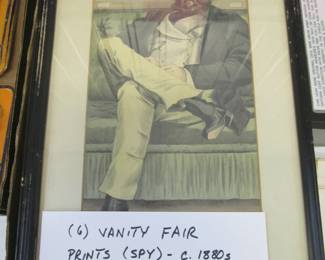 (6) VANITY FAIR
PRINTS (SPY) - C. 1880s